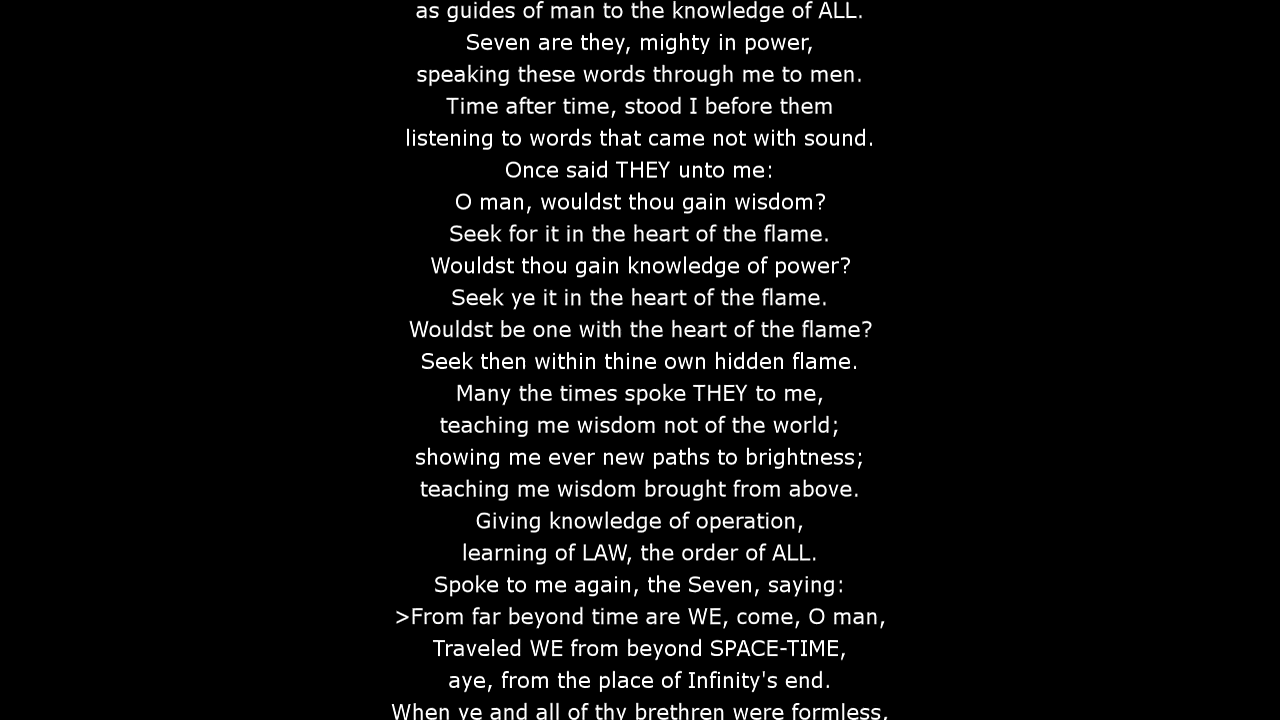 as guides of man to the knowledge of ALL.
Seven are they, mighty in power,
speaking these words through me to men.
Time after time, stood I before them
listening to words that came not with sound.
Once said THEY unto me:
O man, wouldst thou gain wisdom?
Seek for it in the heart of the flame.
Wouldst thou gain knowledge of power?
Seek ye it in the heart of the flame.
Wouldst be one with the heart of the flame?
Seek then within thine own hidden flame.
Many the times spoke THEY to me,
teaching me wisdom not of the world;
showing me ever new paths to brightness;
teaching me wisdom brought from above.
Giving knowledge of operation,
learning of LAW, the order of ALL.
Spoke to me again, the Seven, saying:
>From far beyond time are WE, come, O man,
Traveled WE from beyond SPACE-TIME,
aye, from the place of Infinity's end.
When ye and all of thy brethren were formless,